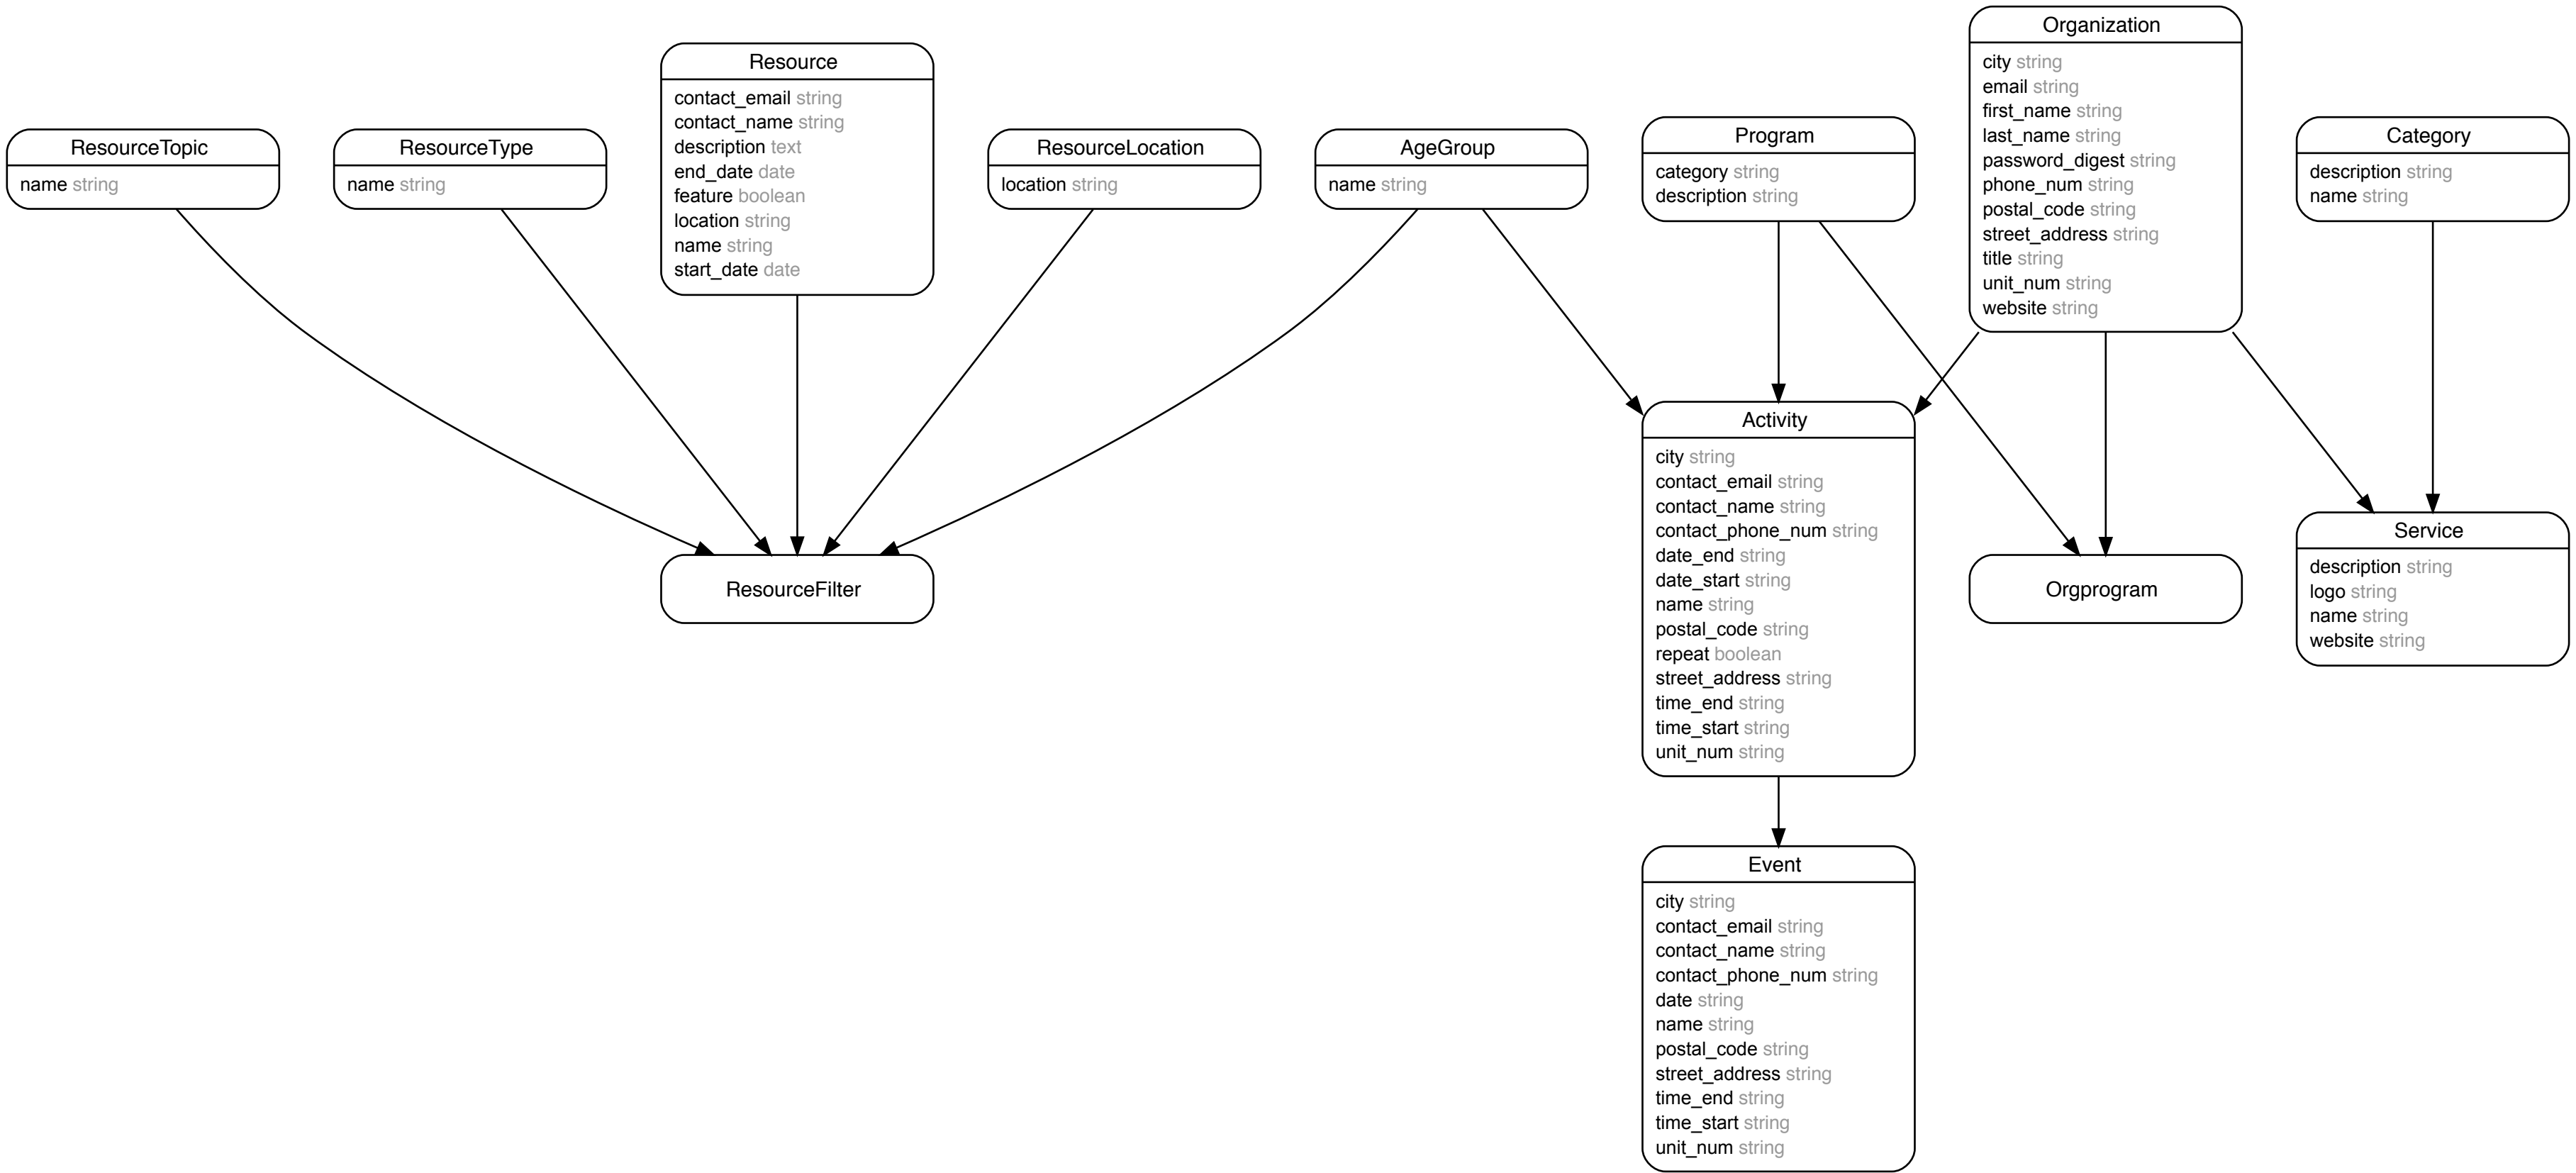 ResourceTopic
name string
ResourceType
name string
Resource
contact_email string
contact_name string
description text
end_date date
feature boolean
location string
name string
start_date date
ResourceLocation
location string
AgeGroup
name string
Program
category string
description string
Organization
city string
email string
first_name string
last_name string
password_digest string
phone_num string
postal_code string
street_address string
title string
unit_num string
website string
Category
description string
name string
ResourceFilter
Activity
city string
contact_email string
contact_name string
contact_phone_num string
date_end string
date_start string
name string
postal_code string
repeat boolean
street_address string
time_end string
time_start string
unit_num string
Orgprogram
Service
description string
logo string
name string
website string
Event
city string
contact_email string
contact_name string
contact_phone_num string
date string
name string
postal_code string
street_address string
time_end string
time_start string
unit_num string